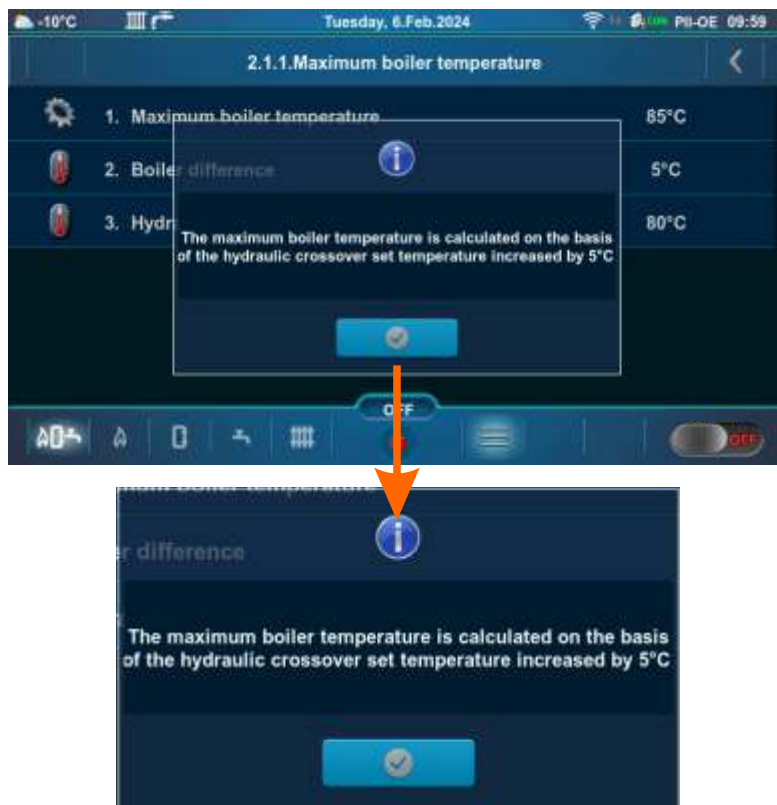 -10°C Tuesday, 6.Feb.2024 PII-OE 09:59
2.1.1.Maximum boiler temperature
1. Maximum boiler temperature 85°C
2. Boiler difference 5°C
3. Hydr 80°C
The maximum boiler temperature is calculated on the basis
of the hydraulic crossover set temperature increased by 5°C
OFF
OFF
er difference
The maximum boiler temperature is calculated on the basis
of the hydraulic crossover set temperature increased by 5°C